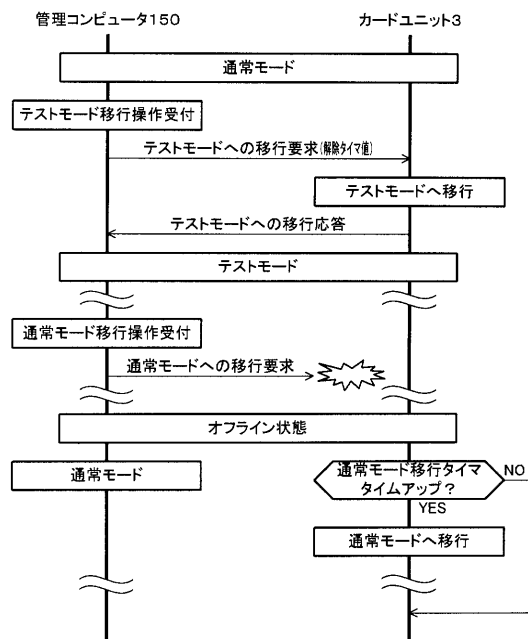 管理コンピュータ150
カードユニット3
通常モード
テストモード移行操作受付
テストモードへの移行要求(解除タイマ値)
テストモードへ移行
テストモードへの移行応答
テストモード
通常モード移行操作受付
通常モードへの移行要求
オフライン状態
通常モード
通常モード移行タイマ
タイムアップ?
NO
YES
通常モードへ移行